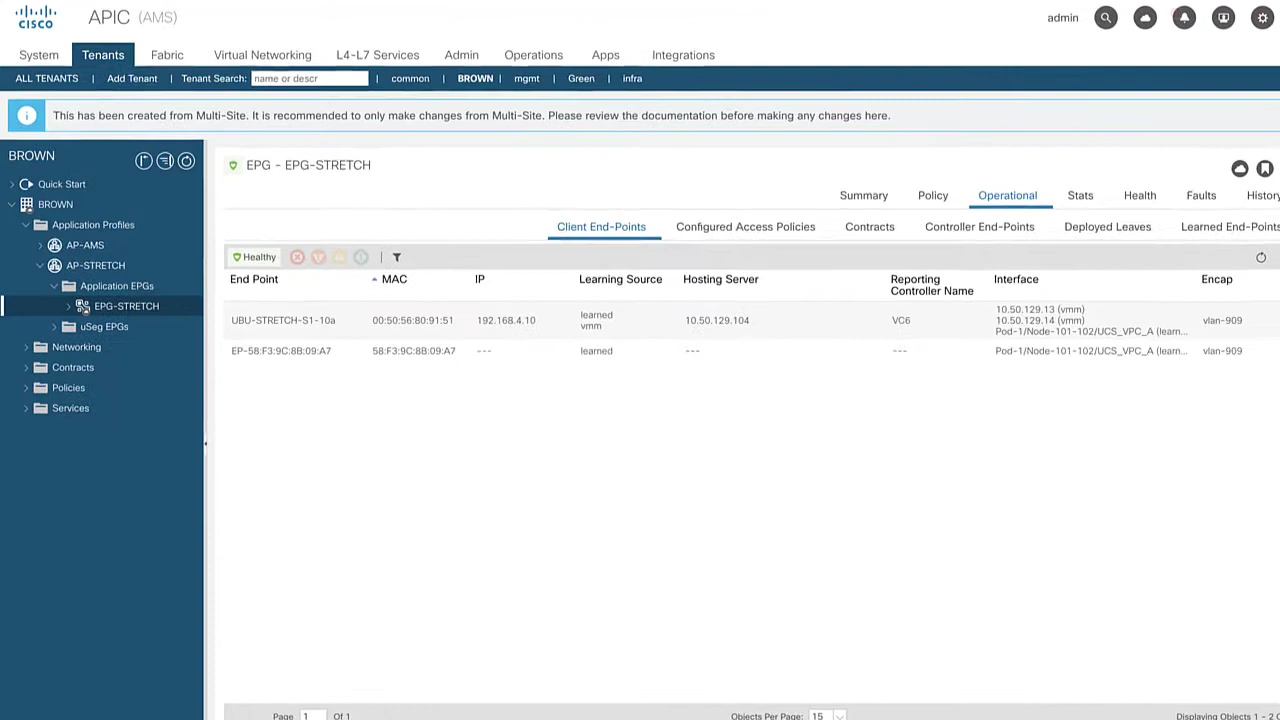 CISCO
APIC (AMS)
admin
System Tenants Fabric Virtual Networking L4-L7 Services Admin Operations Apps Integrations
ALL TENANTS | Add Tenant | Tenant Search: name or descr | common | BROWN | mgmt | Green | infra
This has been created from Multi-Site. It is recommended to only make changes from Multi-Site. Please review the documentation before making any changes here.
BROWN
Quick Start
BROWN
Application Profiles
AP-AMS
AP-STRETCH
Application EPGs
EPG-STRETCH
uSeg EPGs
Networking
Contracts
Policies
Services
EPG - EPG-STRETCH
Summary Policy Operational Stats Health Faults History
Client End-Points Configured Access Policies Contracts Controller End-Points Deployed Leaves Learned End-Points
Healthy
End Point MAC IP Learning Source Hosting Server Reporting Controller Name Interface Encap
UBU-STRETCH-S1-10a 00:50:56:80:91:51 192.168.4.10 learned vmm 10.50.129.104 VC6 10.50.129.13 (vmm) 10.50.129.14 (vmm) Pod-1/Node-101-102/UCS_VPC_A (learn... vlan-909
EP-58:F3:9C:8B:09:A7 58:F3:9C:8B:09:A7 --- learned --- --- Pod-1/Node-101-102/UCS_VPC_A (learn... vlan-909
Page 1 Of 1 Objects Per Page: 15 Displaying Objects 1 - 2 O